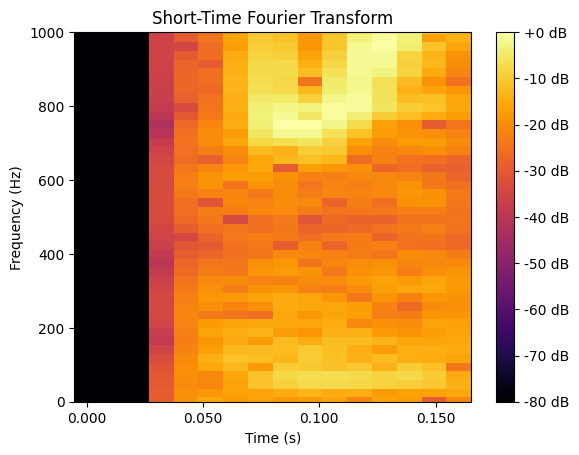 Short-Time Fourier Transform
1000
800
600
400
200
0
Frequency (Hz)
0.000
0.050
0.100
0.150
Time (s)
+0 dB
-10 dB
-20 dB
-30 dB
-40 dB
-50 dB
-60 dB
-70 dB
-80 dB